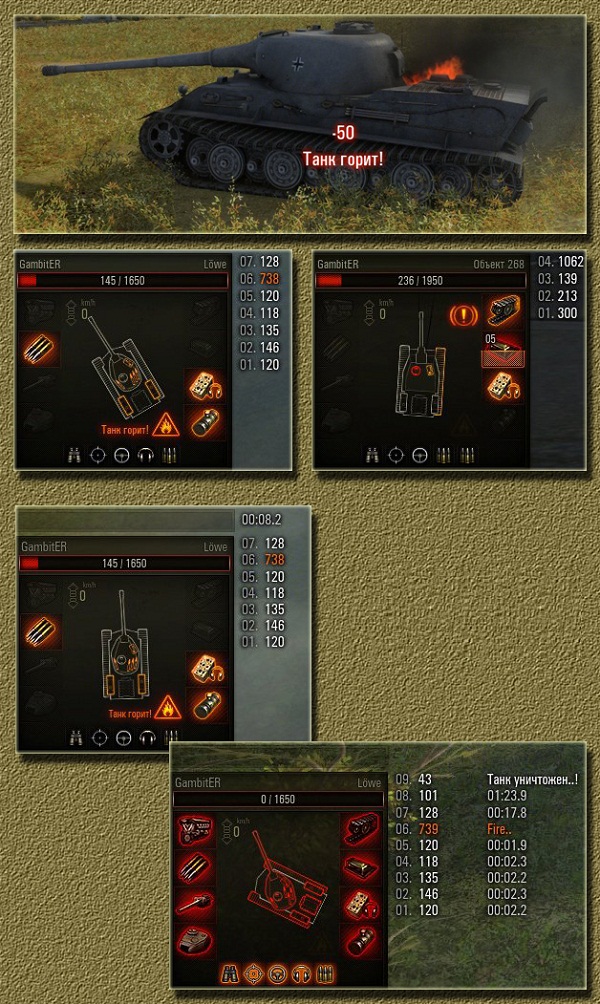 -50
Танк горит!
GambitER Löwe
145 / 1650
km/h
0
Танк горит!
07. 128
06. 738
05. 120
04. 118
03. 135
02. 146
01. 120
GambitER Объект 268
236 / 1950
km/h
0
05
04. 1062
03. 139
02. 213
01. 300
00:08.2
GambitER Löwe
145 / 1650
km/h
0
Танк горит!
07. 128
06. 738
05. 120
04. 118
03. 135
02. 146
01. 120
GambitER Löwe
0 / 1650
km/h
0
09. 43 Танк уничтожен..!
08. 101 01:23.9
07. 128 00:17.8
06. 739 Fire..
05. 120 00:01.9
04. 118 00:02.3
03. 135 00:02.2
02. 146 00:02.3
01. 120 00:02.2